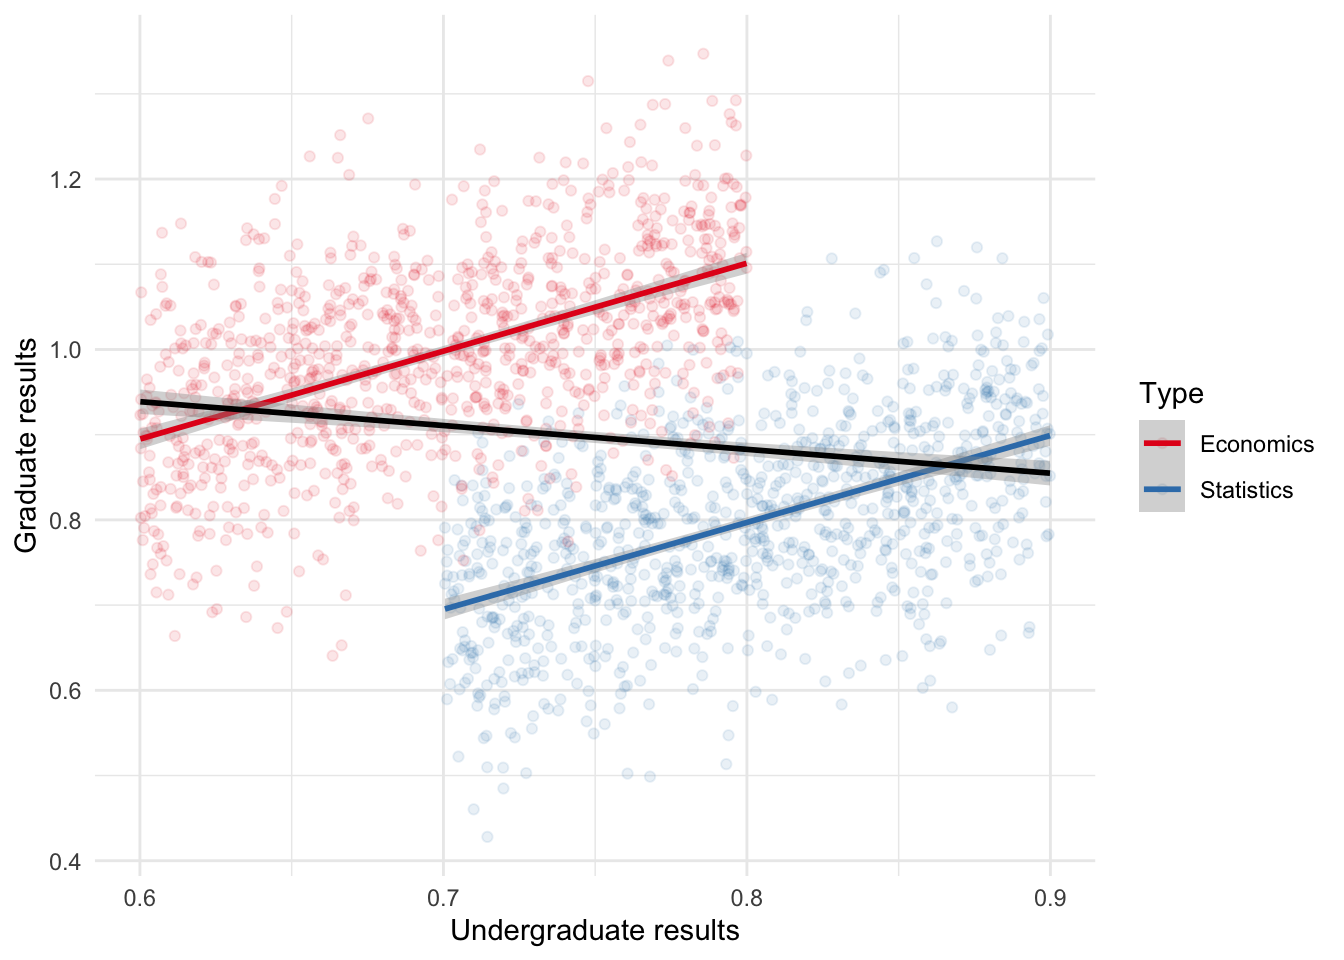 1.2
1.0
0.8
0.6
0.4
Graduate results
0.6 0.7 0.8 0.9
Undergraduate results
Type
Economics
Statistics